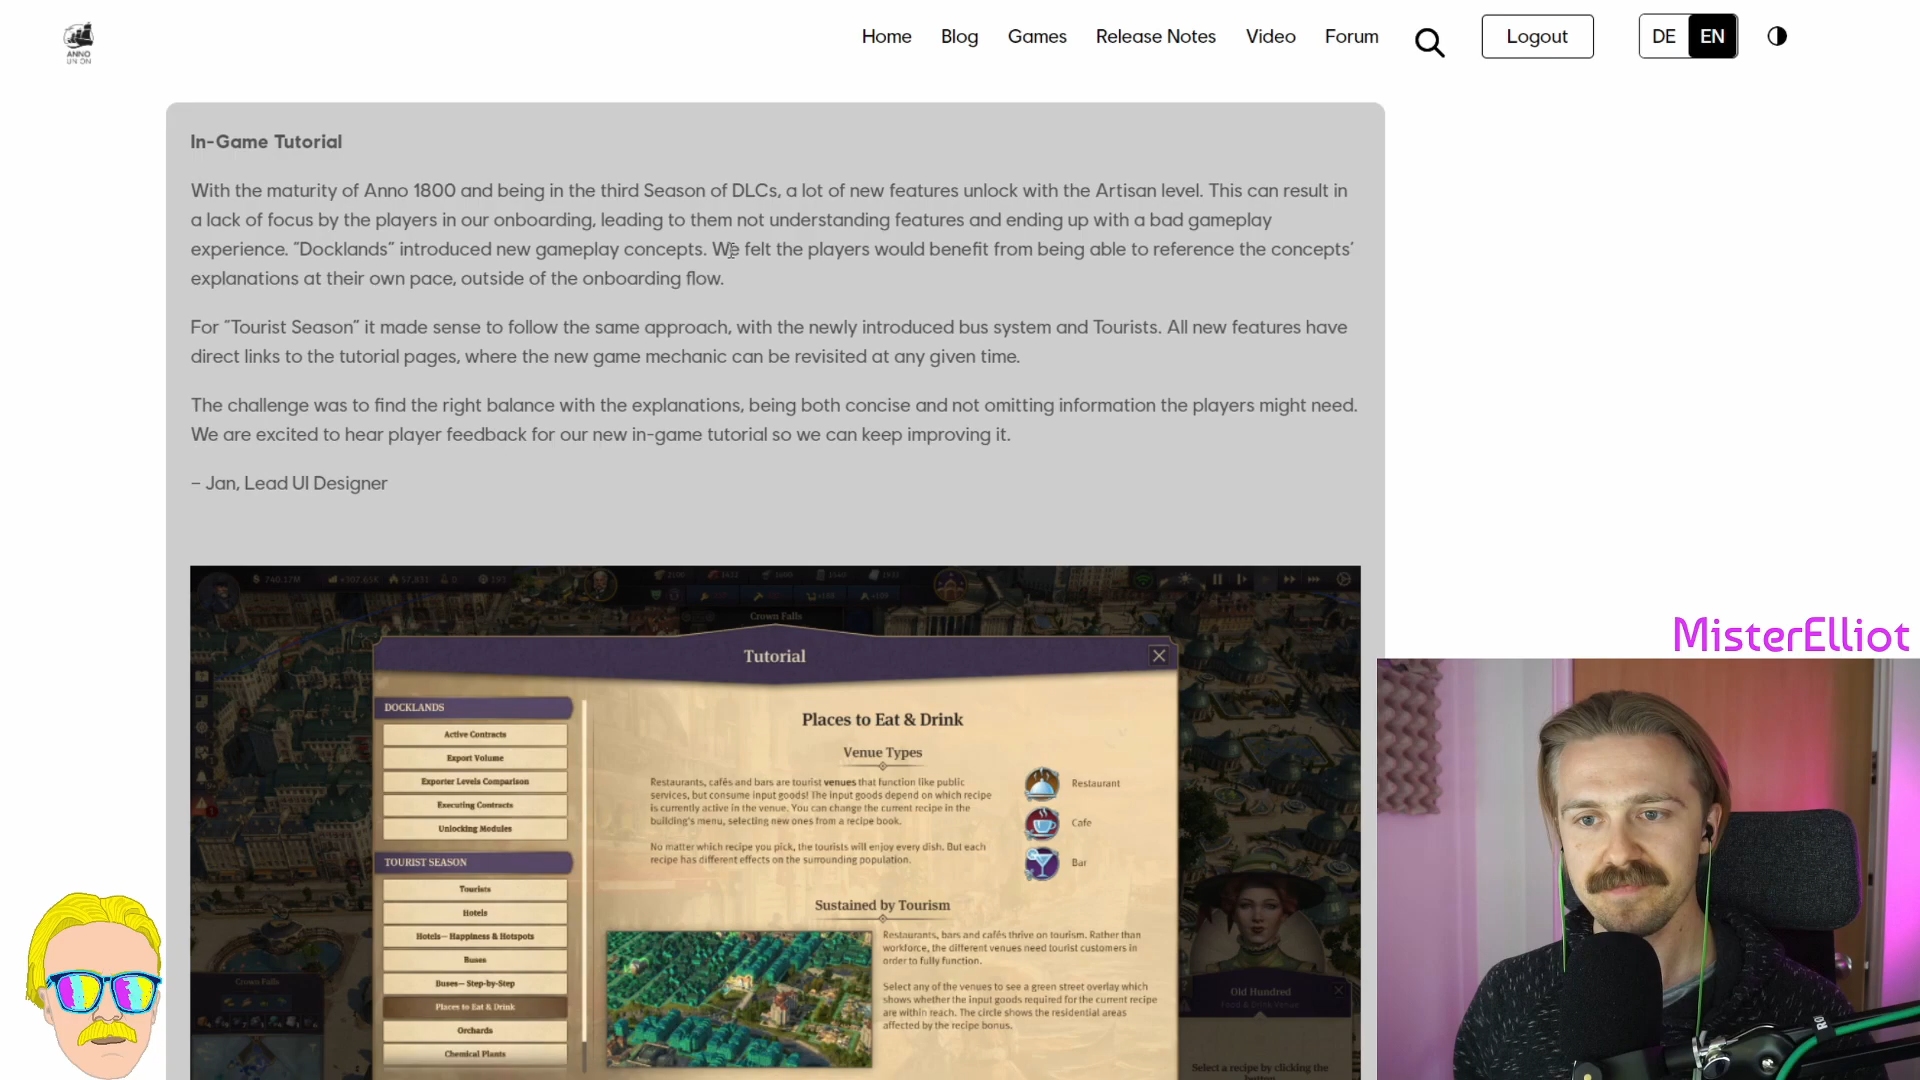 ANNO
UNION
Home Blog Games Release Notes Video Forum Logout DE EN
In-Game Tutorial
With the maturity of Anno 1800 and being in the third Season of DLCs, a lot of new features unlock with the Artisan level. This can result in
a lack of focus by the players in our onboarding, leading to them not understanding features and ending up with a bad gameplay
experience. “Docklands” introduced new gameplay concepts. We felt the players would benefit from being able to reference the concepts’
explanations at their own pace, outside of the onboarding flow.
For “Tourist Season” it made sense to follow the same approach, with the newly introduced bus system and Tourists. All new features have
direct links to the tutorial pages, where the new game mechanic can be revisited at any given time.
The challenge was to find the right balance with the explanations, being both concise and not omitting information the players might need.
We are excited to hear player feedback for our new in-game tutorial so we can keep improving it.
– Jan, Lead UI Designer
Crown Falls
Tutorial
DOCKLANDS
Active Contracts
Export Volume
Exporter Levels Comparison
Executing Contracts
Unlocking Modules
TOURIST SEASON
Tourists
Hotels
Hotels— Happiness & Hotspots
Buses
Buses— Step-by-Step
Places to Eat & Drink
Orchards
Chemical Plants
Places to Eat & Drink
Venue Types
Restaurants, cafés and bars are tourist venues that function like public
services, but consume input goods! The input goods depend on which recipe
is currently active in the venue. You can change the current recipe in the
building's menu, selecting new ones from a recipe book.
No matter which recipe you pick, the tourists will enjoy every dish. But each
recipe has different effects on the surrounding population.
Restaurant
Cafe
Bar
Sustained by Tourism
Restaurants, bars and cafés thrive on tourism. Rather than
workforce, the different venues need tourist customers in
order to fully function.
Select any of the venues to see a green street overlay which
shows whether the input goods required for the current recipe
are within reach. The circle shows the residential areas
affected by the recipe bonus.
Crown Falls
Old Hundred
Food & Drink Venue
Select a recipe by clicking the
button
MisterElliot